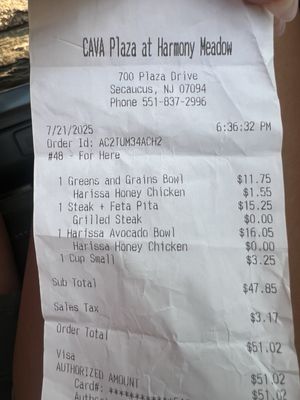 CAVA Plaza at Harmony Meadow
700 Plaza Drive
Secaucus, NJ 07094
Phone 551-837-2996
7/21/2025 6:36:32 PM
Order Id: AC2TUM34ACH2
#48 - For Here
1 Greens and Grains Bowl $11.75
Harissa Honey Chicken $1.55
1 Steak + Feta Pita $15.25
Grilled Steak $0.00
1 Harissa Avocado Bowl $16.05
Harissa Honey Chicken $0.00
1 Cup Small $3.25
Sub Total $47.85
Sales Tax $3.17
Order Total $51.02
Visa
AUTHORIZED AMOUNT $51.02
Card#: $51.02